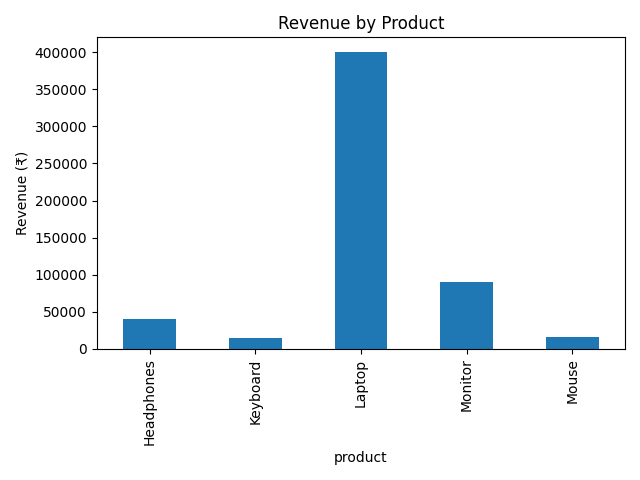 Revenue by Product
Revenue (₹)
400000
350000
300000
250000
200000
150000
100000
50000
0
Headphones
Keyboard
Laptop
Monitor
Mouse
product